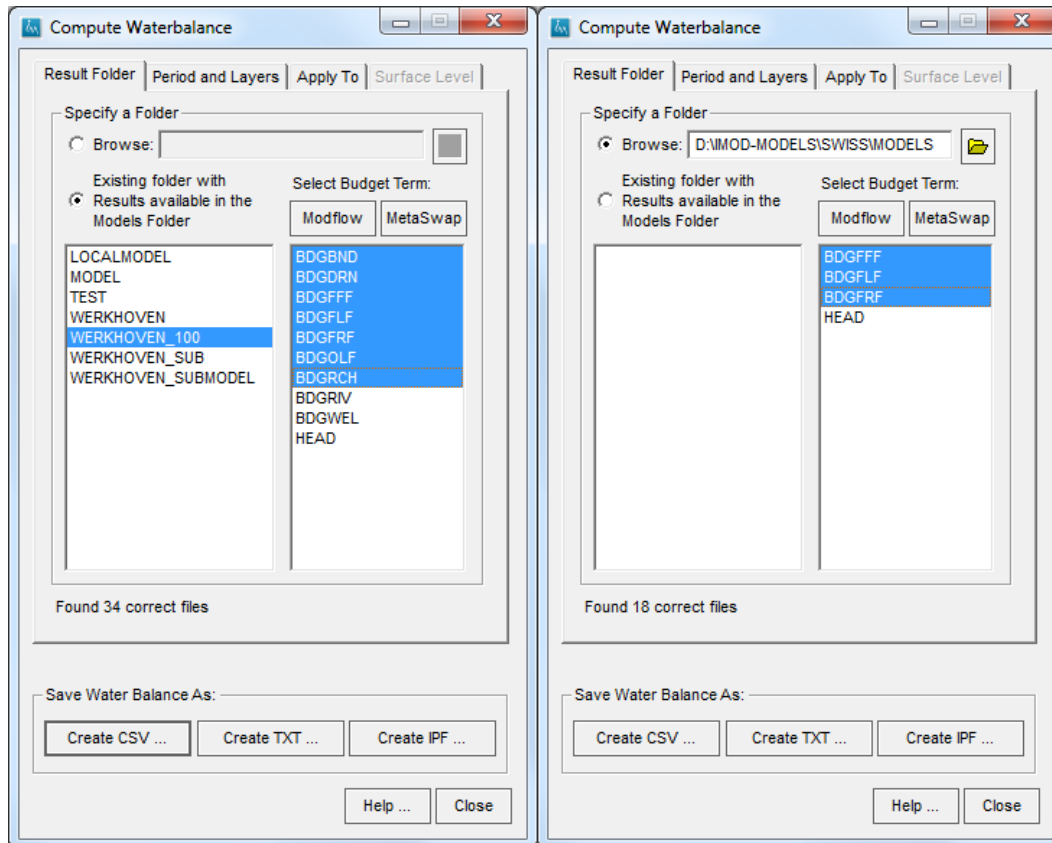 Compute Waterbalance
Result Folder Period and Layers Apply To Surface Level
Specify a Folder
Browse:
Existing folder with
Results available in the
Models Folder
Select Budget Term:
Modflow MetaSwap
LOCALMODEL
MODEL
TEST
WERKHOVEN
WERKHOVEN_100
WERKHOVEN_SUB
WERKHOVEN_SUBMODEL
BDGBND
BDGDRN
BDGFFF
BDGFLF
BDGFRF
BDGOLF
BDGRCH
BDGRIV
BDGWEL
HEAD
Found 34 correct files
Save Water Balance As:
Create CSV ... Create TXT ... Create IPF ...
Help ... Close
Compute Waterbalance
Result Folder Period and Layers Apply To Surface Level
Specify a Folder
Browse: D:\IMOD-MODELS\SWISS\MODELS
Existing folder with
Results available in the
Models Folder
Select Budget Term:
Modflow MetaSwap
BDGFFF
BDGFLF
BDGFRF
HEAD
Found 18 correct files
Save Water Balance As:
Create CSV ... Create TXT ... Create IPF ...
Help ... Close